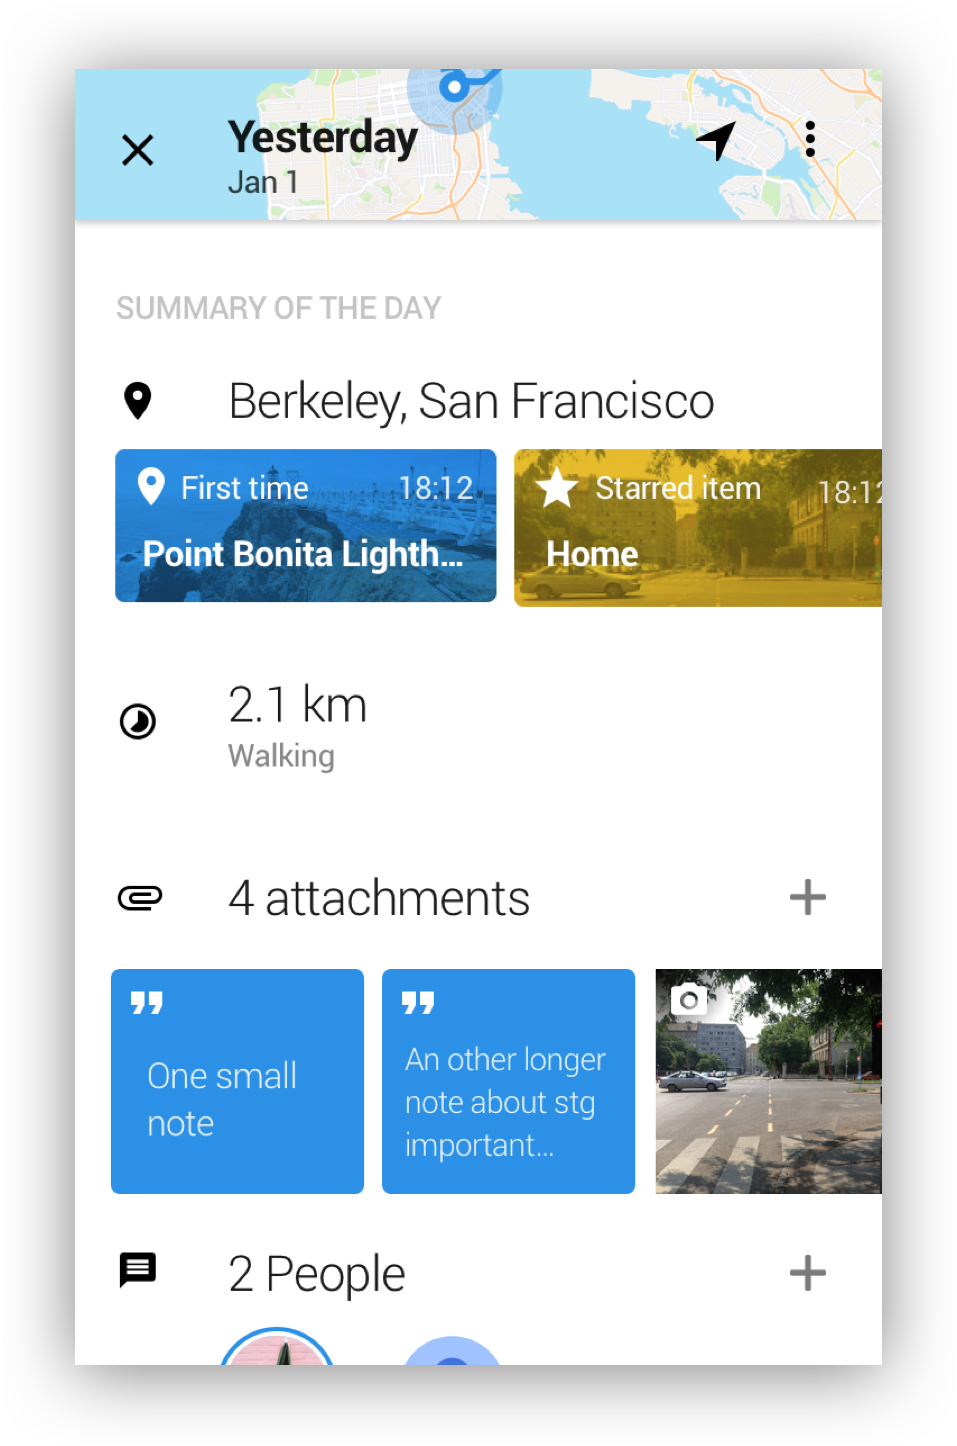 Yesterday
Jan 1
SUMMARY OF THE DAY
Berkeley, San Francisco
First time 18:12
Point Bonita Lighth...
Starred item 18:12
Home
2.1 km
Walking
4 attachments
One small
note
An other longer
note about stg
important...
2 People